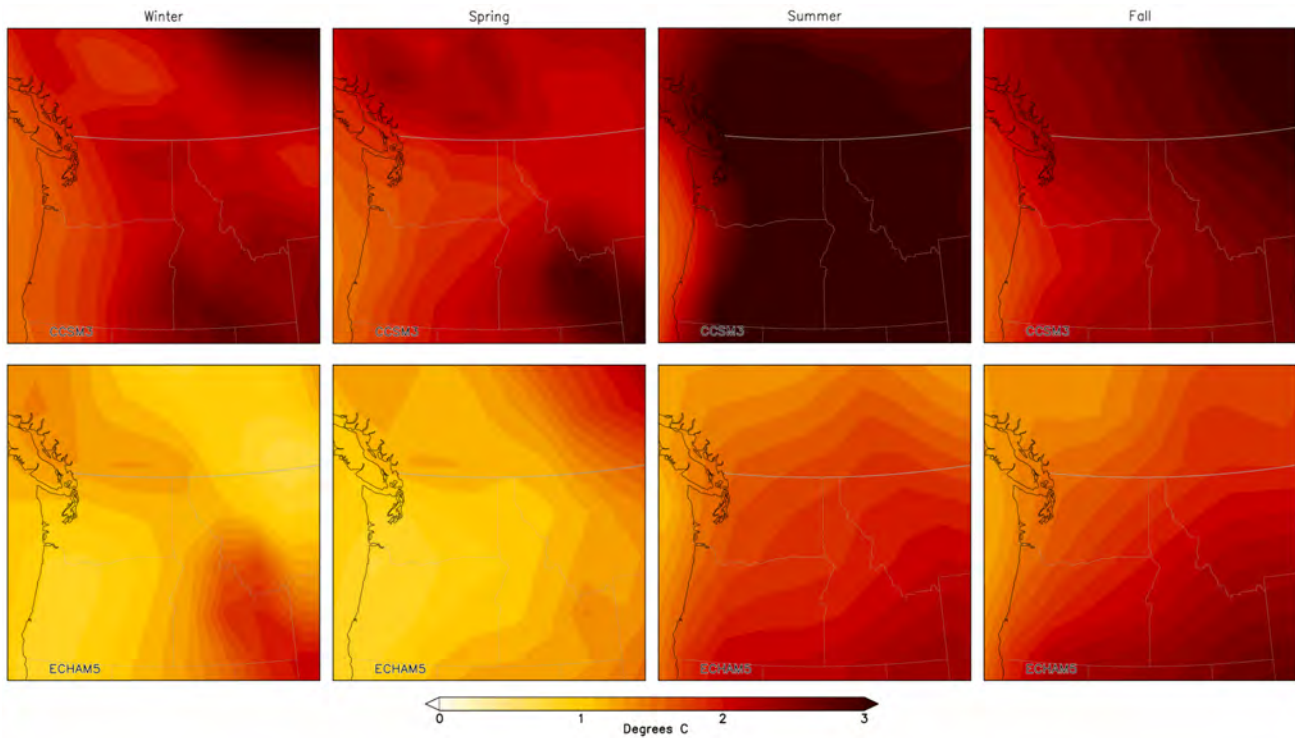 Winter Spring Summer Fall
CCSM3 CCSM3 CCSM3 CCSM3
ECHAM5 ECHAM5 ECHAM5 ECHAM5
0 1 2 3
Degrees C